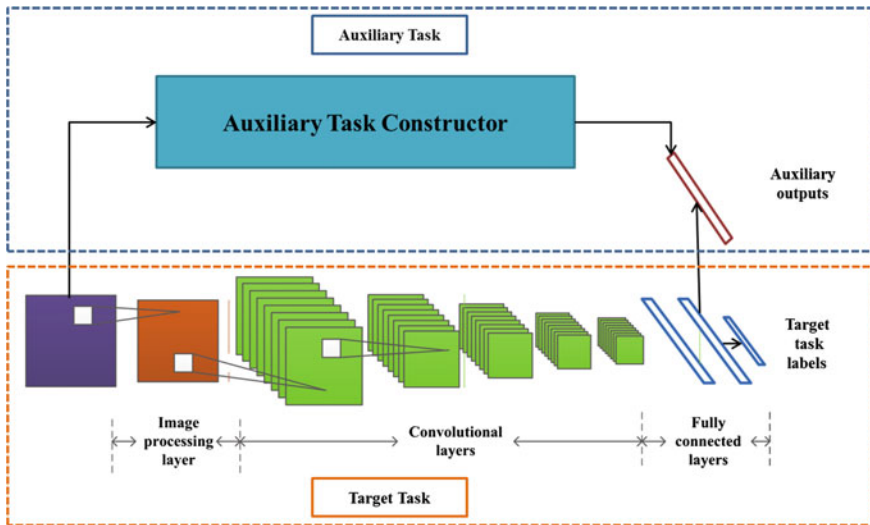 Auxiliary Task
Auxiliary Task Constructor
Auxiliary
outputs
Target
task
labels
Image
processing
layer
Convolutional
layers
Fully
connected
layers
Target Task